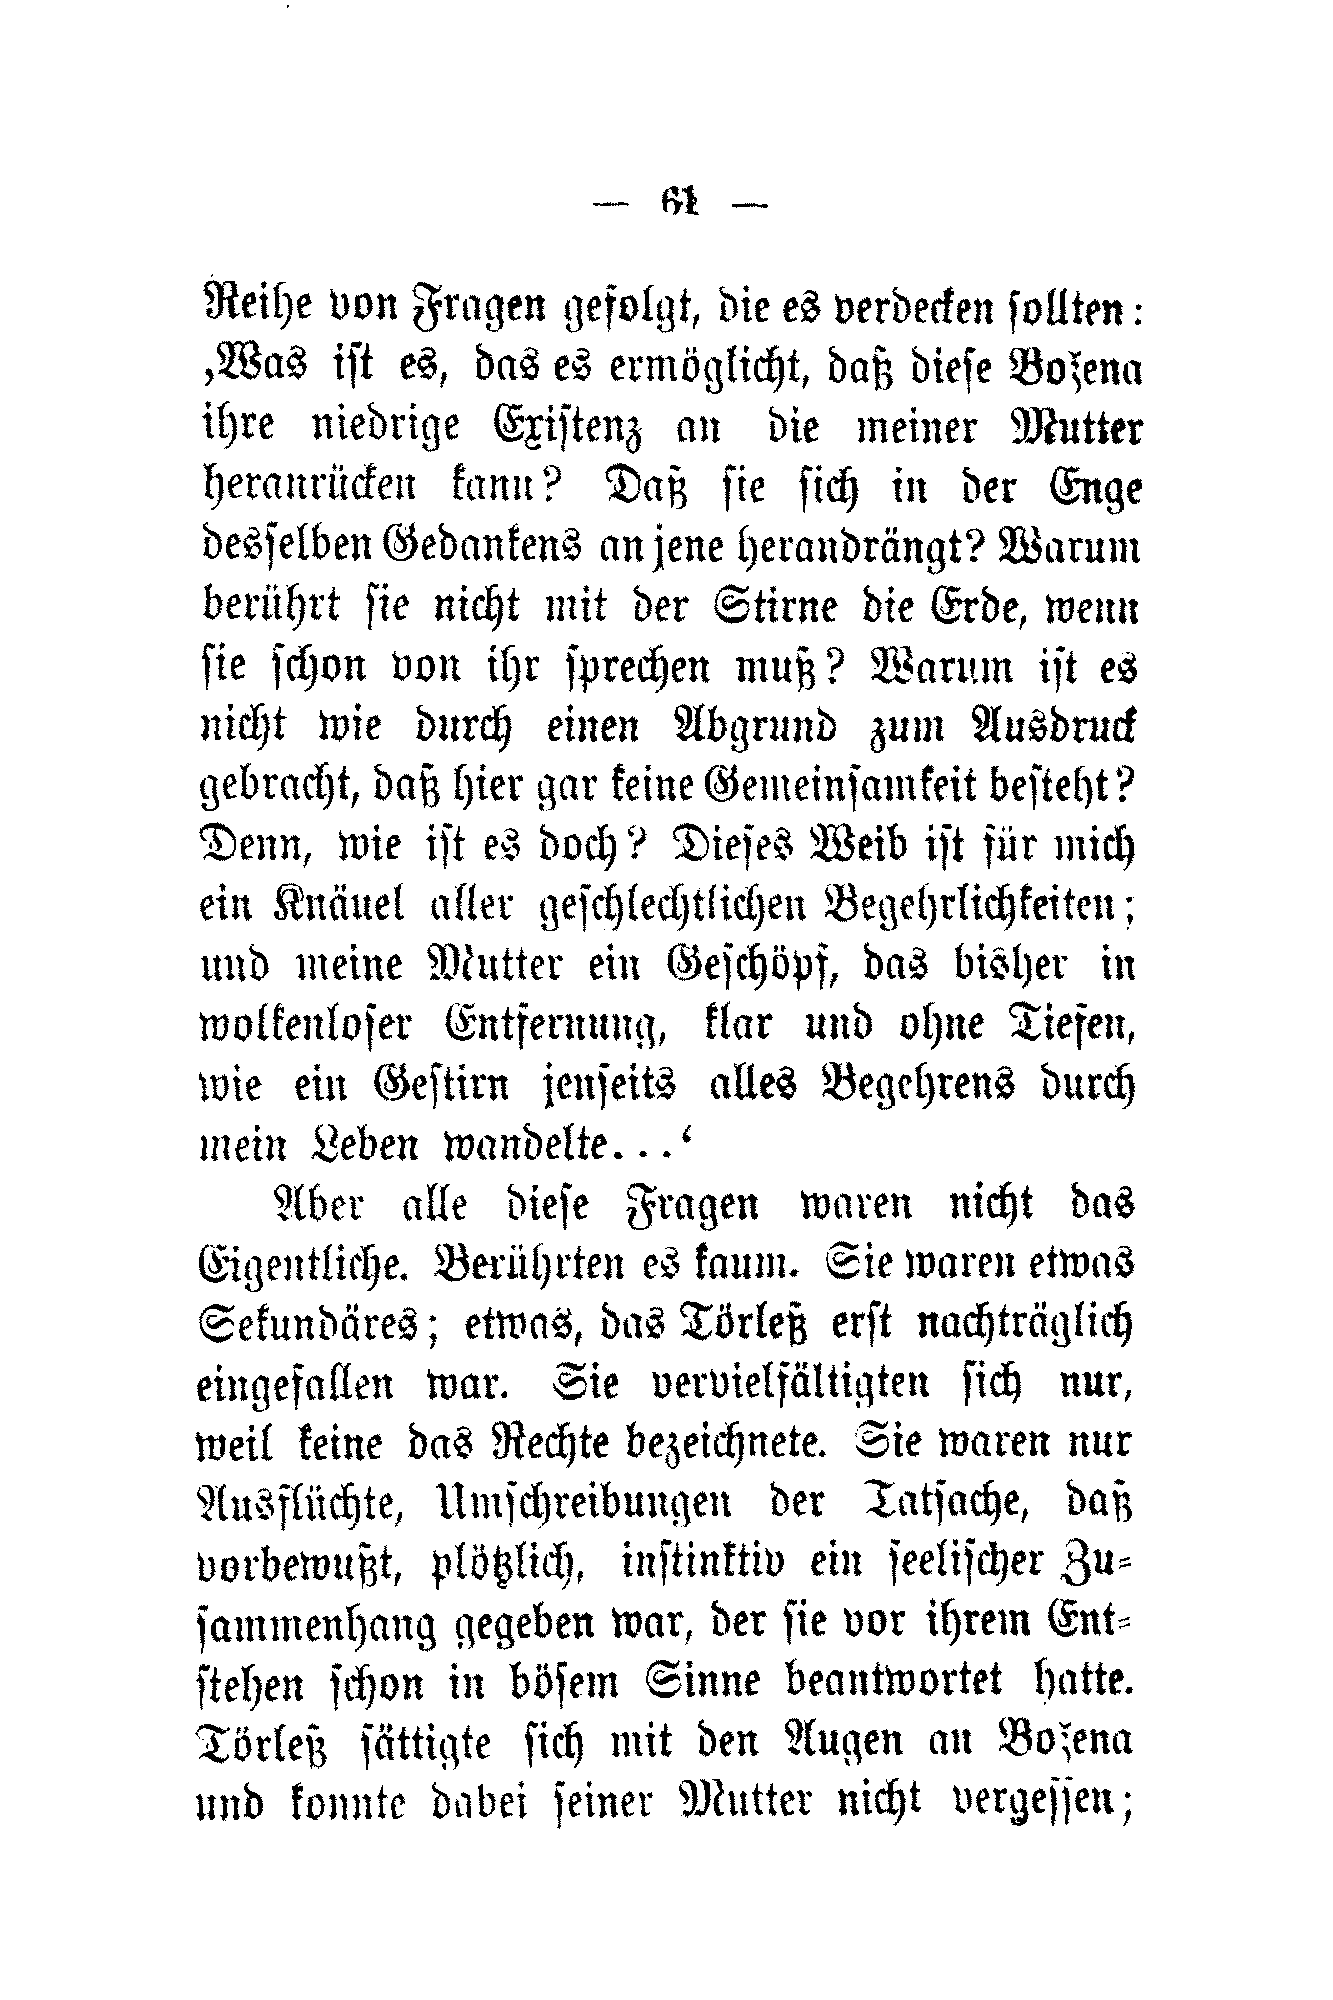 — 61 —
Reihe von Fragen gefolgt, die es verdecken sollten:
‚Was ist es, das es ermöglicht, daß diese Božena
ihre niedrige Existenz an die meiner Mutter
heranrücken kann? Daß sie sich in der Enge
desselben Gedankens an jene herandrängt? Warum
berührt sie nicht mit der Stirne die Erde, wenn
sie schon von ihr sprechen muß? Warum ist es
nicht wie durch einen Abgrund zum Ausdruck
gebracht, daß hier gar keine Gemeinsamkeit besteht?
Denn, wie ist es doch? Dieses Weib ist für mich
ein Knäuel aller geschlechtlichen Begehrlichkeiten;
und meine Mutter ein Geschöpf, das bisher in
wolkenloser Entfernung, klar und ohne Tiefen,
wie ein Gestirn jenseits alles Begehrens durch
mein Leben wandelte...‘
Aber alle diese Fragen waren nicht das
Eigentliche. Berührten es kaum. Sie waren etwas
Sekundäres; etwas, das Törleß erst nachträglich
eingefallen war. Sie vervielfältigten sich nur,
weil keine das Rechte bezeichnete. Sie waren nur
Ausflüchte, Umschreibungen der Tatsache, daß
vorbewußt, plötzlich, instinktiv ein seelischer Zu-
sammenhang gegeben war, der sie vor ihrem Ent-
stehen schon in bösem Sinne beantwortet hatte.
Törleß sättigte sich mit den Augen an Božena
und konnte dabei seiner Mutter nicht vergessen;